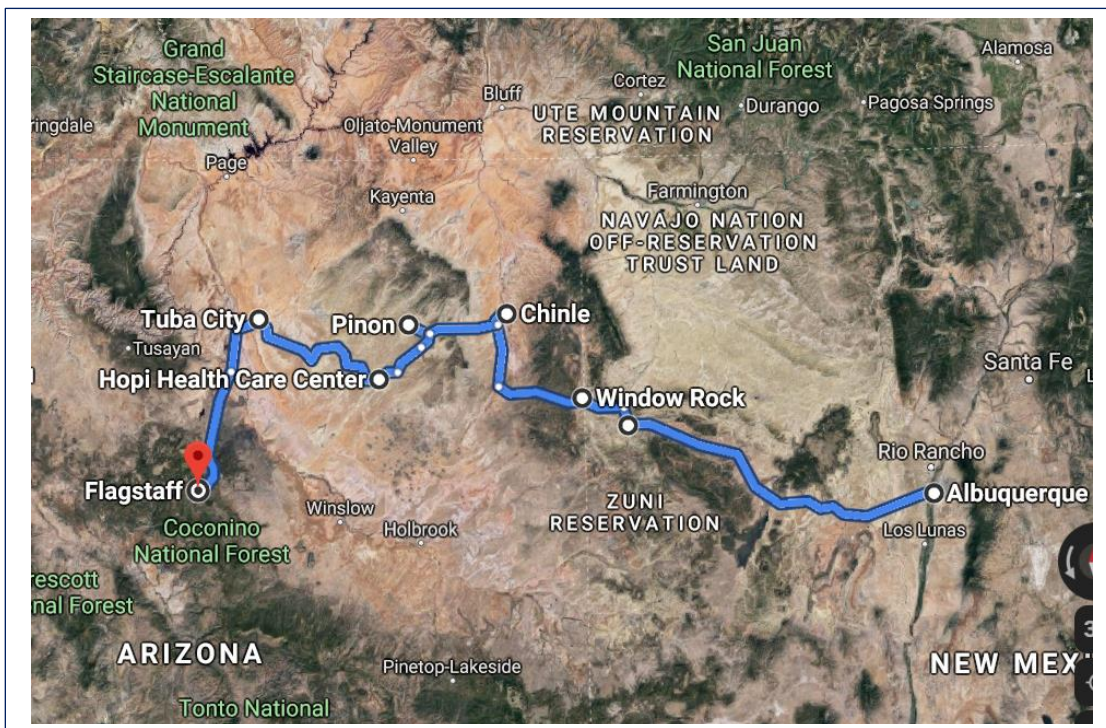 Grand
Staircase-Escalante
National
Monument
San Juan
National Forest
Alamosa
Cortez
Bluff
UTE MOUNTAIN
RESERVATION
Durango
Pagosa Springs
ringdale
Oljato-Monument
Valley
Page
Kayenta
Farmington
NAVAJO NATION
OFF-RESERVATION
TRUST LAND
Tuba City
Pinon
Chinle
Tusayan
Santa Fe
Hopi Health Care Center
Window Rock
Rio Rancho
Flagstaff
Albuquerque
Winslow
ZUNI
RESERVATION
Holbrook
Los Lunas
Coconino
National Forest
rescott
nal Forest
ARIZONA
Pinetop-Lakeside
NEW MEX
Tonto National